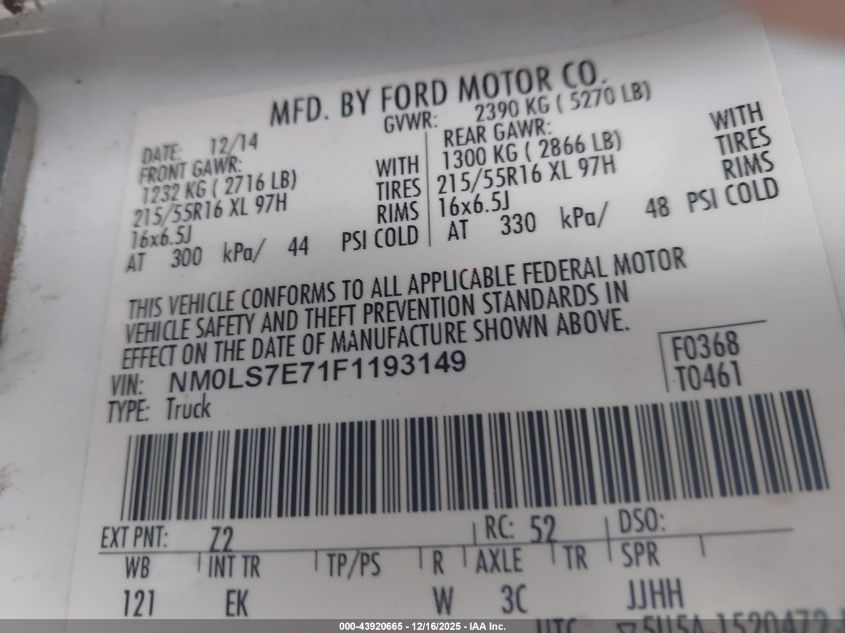 MFD. BY FORD MOTOR CO.
DATE: 12/14 GVWR: 2390 KG ( 5270 LB)
FRONT GAWR: REAR GAWR:
1232 KG ( 2716 LB) WITH 1300 KG ( 2866 LB) WITH
215/55R16 XL 97H TIRES 215/55R16 XL 97H TIRES
16x6.5J RIMS 16x6.5J RIMS
AT 300 kPa/ 44 PSI COLD AT 330 kPa/ 48 PSI COLD
THIS VEHICLE CONFORMS TO ALL APPLICABLE FEDERAL MOTOR
VEHICLE SAFETY AND THEFT PREVENTION STANDARDS IN
EFFECT ON THE DATE OF MANUFACTURE SHOWN ABOVE.
VIN: NM0LS7E71F1193149 F0368
TYPE: Truck T0461
EXT PNT: Z2 RC: 52 DSO:
WB INT TR TP/PS R AXLE TR SPR
121 EK W 3C JJHH
UTC
000-43920665 - 12/16/2025 - IAA Inc.